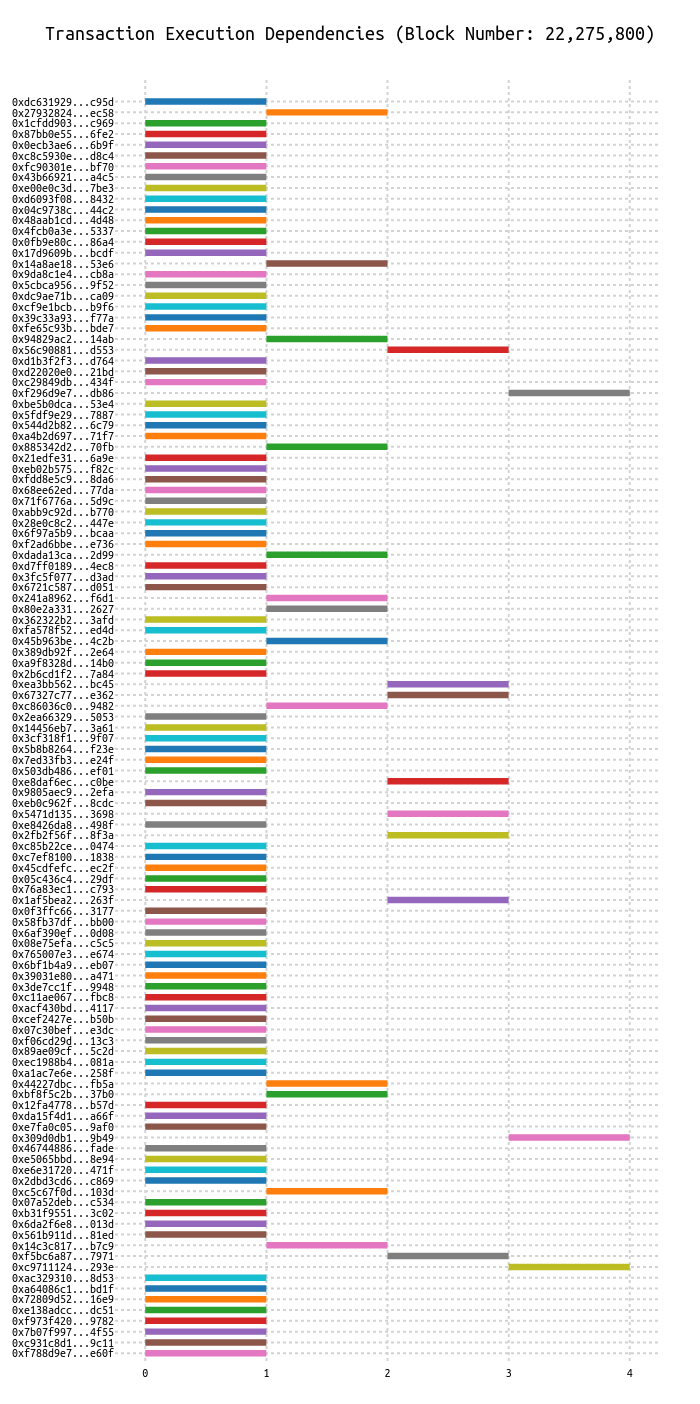 Transaction Execution Dependencies (Block Number: 22,275,800)
0xdc631929...c95d
0x27932824...ec58
0x1cfdd903...c969
0x87bb0e55...6fe2
0x0ecb3ae6...6b9f
0xc8c5930e...d8c4
0xfc90301e...bf70
0x43b66921...a4c5
0xe00e0c3d...7be3
0xd6093f08...8432
0x04c9738c...44c2
0x48aab1cd...4d48
0x4fcb0a3e...5337
0x0fb9e80c...86a4
0x17d9609b...bcdf
0x14a8ae18...53e6
0x9da8c1e4...cb8a
0x5cbca956...9f52
0xdc9ae71b...ca09
0xcf9e1bcb...b9f6
0x39c33a93...f77a
0xfe65c93b...bde7
0x94829ac2...14ab
0x56c90881...d553
0xd1b3f2f3...d764
0xd22020e0...21bd
0xc29849db...434f
0xf296d9e7...db86
0xbe5b0dca...53e4
0x5fdf9e29...7887
0x544d2b82...6c79
0xa4b2d697...71f7
0x885342d2...70fb
0x21edfe31...6a9e
0xeb02b575...f82c
0xfdd8e5c9...8da6
0x68ee62ed...77da
0x71f6776a...5d9c
0xabb9c92d...b770
0x28e0c8c2...447e
0x6f97a5b9...bcaa
0xf2ad6bbe...e736
0xdada13ca...2d99
0xd7ff0189...4ec8
0x3fc5f077...d3ad
0x6721c587...d051
0x241a8962...f6d1
0x80e2a331...2627
0x362322b2...3afd
0xfa578f52...ed4d
0x45b963be...4c2b
0x389db92f...2e64
0xa9f8328d...14b0
0x2b6cd1f2...7a84
0xea3bb562...bc45
0x67327c77...e362
0xc86036c0...9482
0x2ea66329...5053
0x14456eb7...3a61
0x3cf318f1...9f07
0x5b8b8264...f23e
0x7ed33fb3...e24f
0x503db486...ef01
0xe8daf6ec...c0be
0x9805aec9...2efa
0xeb0c962f...8cdc
0x5471d135...3698
0xe8426da8...498f
0x2fb2f56f...8f3a
0xc85b22ce...0474
0xc7ef8100...1838
0x45cdfefc...ec2f
0x05c436c4...29df
0x76a83ec1...c793
0x1af5bea2...263f
0x0f3ffc66...3177
0x58fb37df...bb00
0x6af390ef...0d08
0x08e75efa...c5c5
0x765007e3...e674
0x6bf1b4a9...eb07
0x39031e80...a471
0x3de7cc1f...9948
0xc11ae067...fbc8
0xacf430bd...4117
0xcef2427e...b50b
0x07c30bef...e3dc
0xf06cd29d...13c3
0x89ae09cf...5c2d
0xec1988b4...081a
0xa1ac7e6e...258f
0x44227dbc...fb5a
0xbf8f5c2b...37b0
0x12fa4778...b57d
0xda15f4d1...a66f
0xe7fa0c05...9af0
0x309d0db1...9b49
0x46744886...fade
0xe5065bbd...8e94
0xe6e31720...471f
0x2dbd3cd6...c869
0xc5c67f0d...103d
0x07a52deb...c534
0xb31f9551...3c02
0x6da2f6e8...013d
0x561b911d...81ed
0x14c3c817...b7c9
0xf5bc6a87...7971
0xc9711124...293e
0xac329310...8d53
0xa64086c1...bd1f
0x72809d52...16e9
0xe138adcc...dc51
0xf973f420...9782
0x7b07f997...4f55
0xc931c8d1...9c11
0xf788d9e7...e60f
0 1 2 3 4